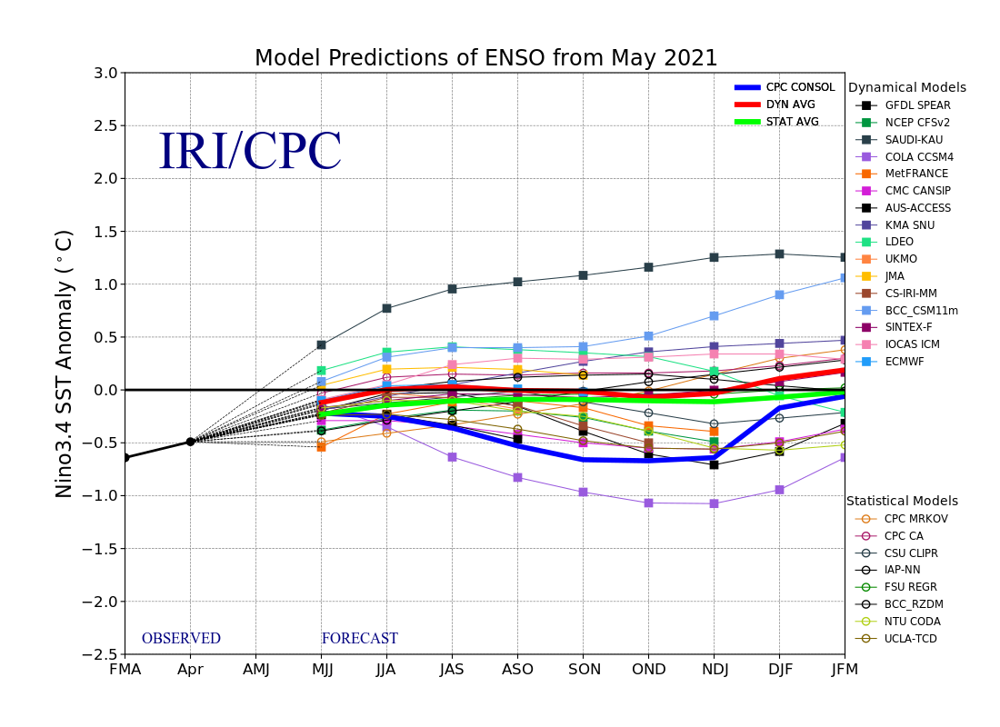 Model Predictions of ENSO from May 2021
3.0
2.5
2.0
1.5
1.0
0.5
0.0
−0.5
−1.0
−1.5
−2.0
−2.5
Nino3.4 SST Anomaly (°C)
IRI/CPC
CPC CONSOL
DYN AVG
STAT AVG
OBSERVED
FORECAST
FMA Apr AMJ MJJ JJA JAS ASO SON OND NDJ DJF JFM
Dynamical Models
GFDL SPEAR
NCEP CFSv2
SAUDI-KAU
COLA CCSM4
MetFRANCE
CMC CANSIP
AUS-ACCESS
KMA SNU
LDEO
UKMO
JMA
CS-IRI-MM
BCC_CSM11m
SINTEX-F
IOCAS ICM
ECMWF
Statistical Models
CPC MRKOV
CPC CA
CSU CLIPR
IAP-NN
FSU REGR
BCC_RZDM
NTU CODA
UCLA-TCD